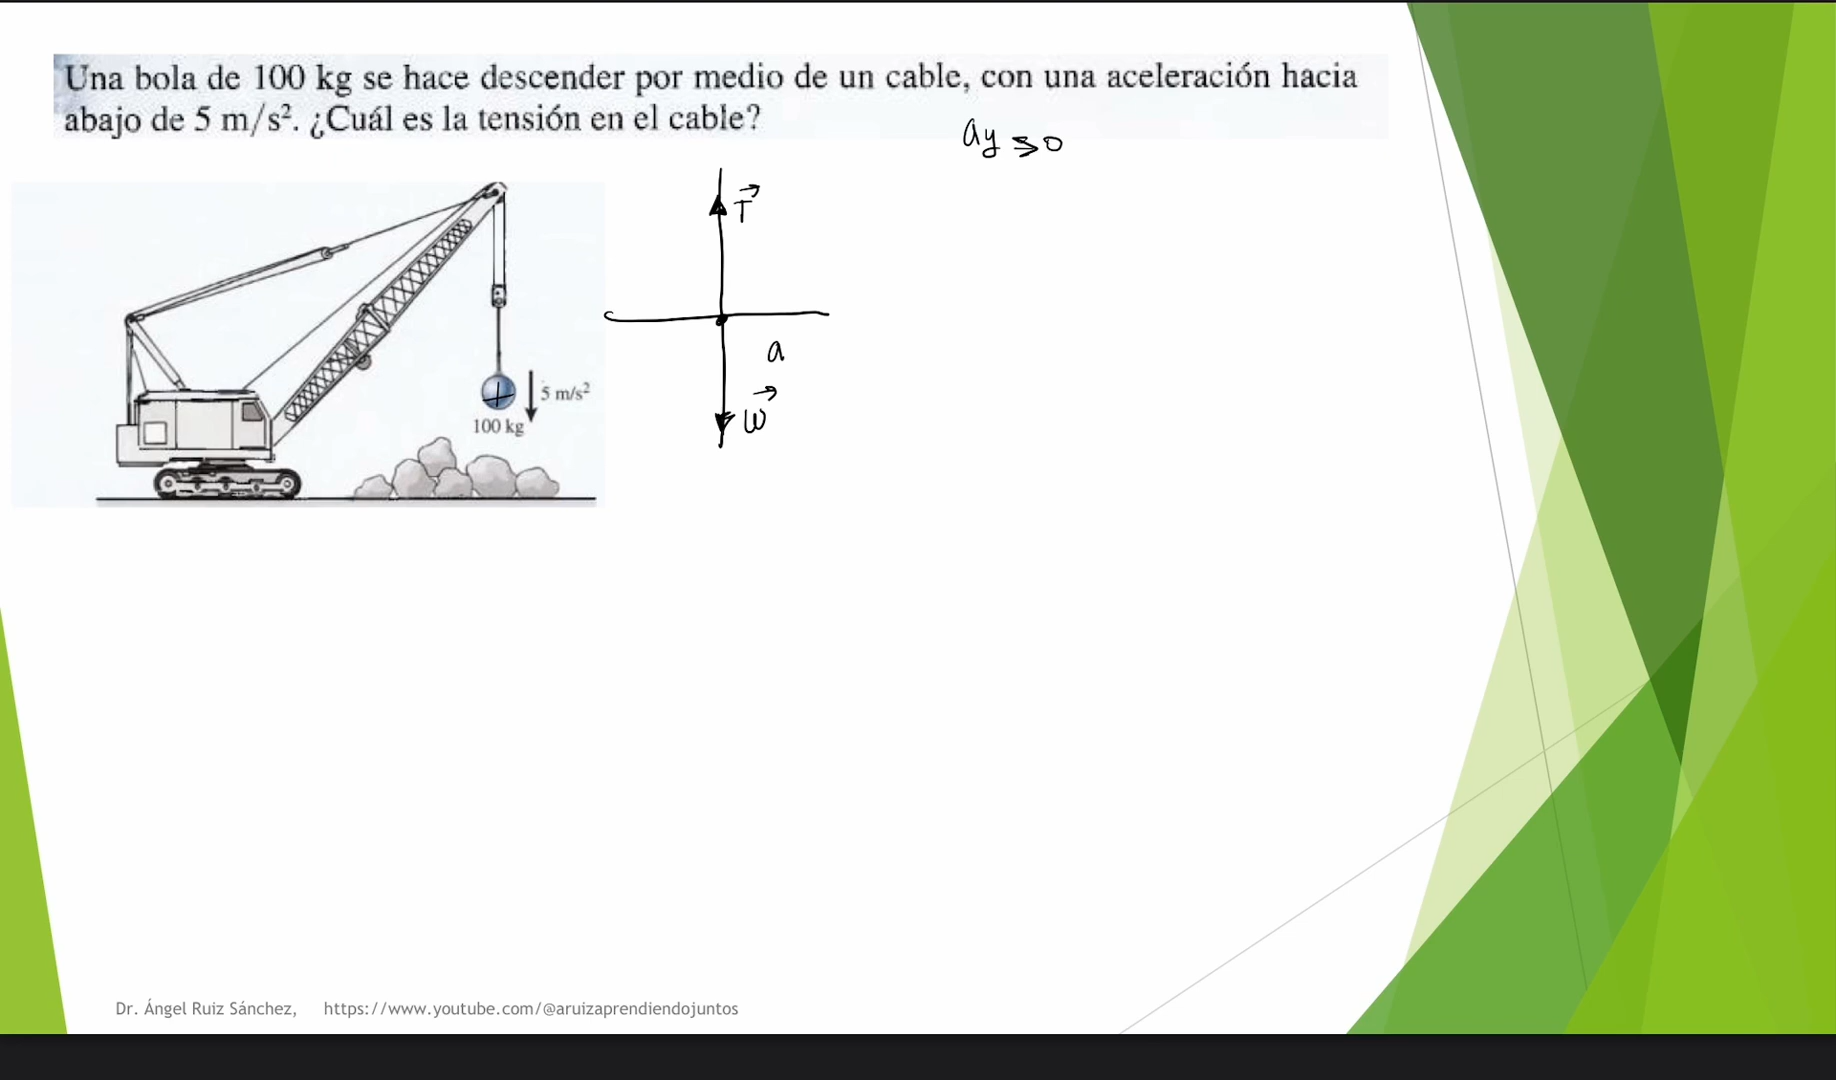 Una bola de 100 kg se hace descender por medio de un cable, con una aceleración hacia
abajo de 5 m/s². ¿Cuál es la tensión en el cable?
T
a
w
5 m/s²
100 kg
Dr. Ángel Ruiz Sánchez, https://www.youtube.com/@aruizaprendiendojuntos